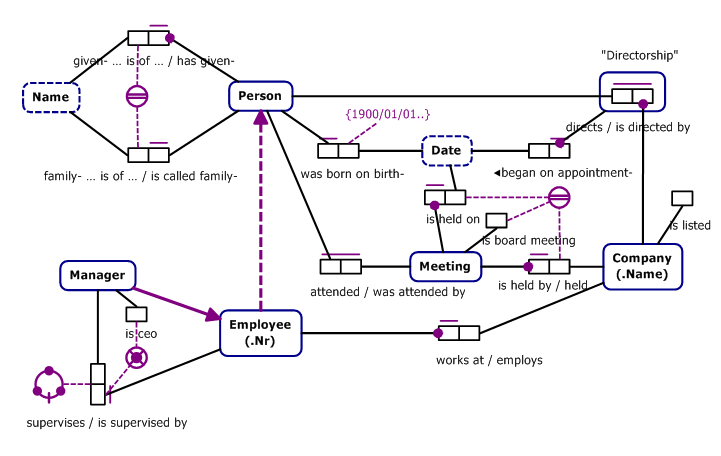 "Directorship"
given- ... is of ... / has given-
Name
Person
{1900/01/01..}
directs / is directed by
Date
family- ... is of ... / is called family-
was born on birth-
◄began on appointment-
is held on
is listed
is board meeting
Meeting
Company
(.Name)
Manager
attended / was attended by
is held by / held
is ceo
Employee
(.Nr)
works at / employs
supervises / is supervised by